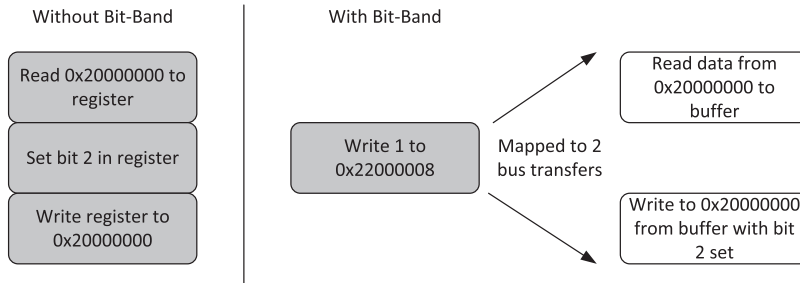 Without Bit-Band
Read 0x20000000 to
register
Set bit 2 in register
Write register to
0x20000000
With Bit-Band
Write 1 to
0x22000008
Mapped to 2
bus transfers
Read data from
0x20000000 to
buffer
Write to 0x20000000
from buffer with bit
2 set